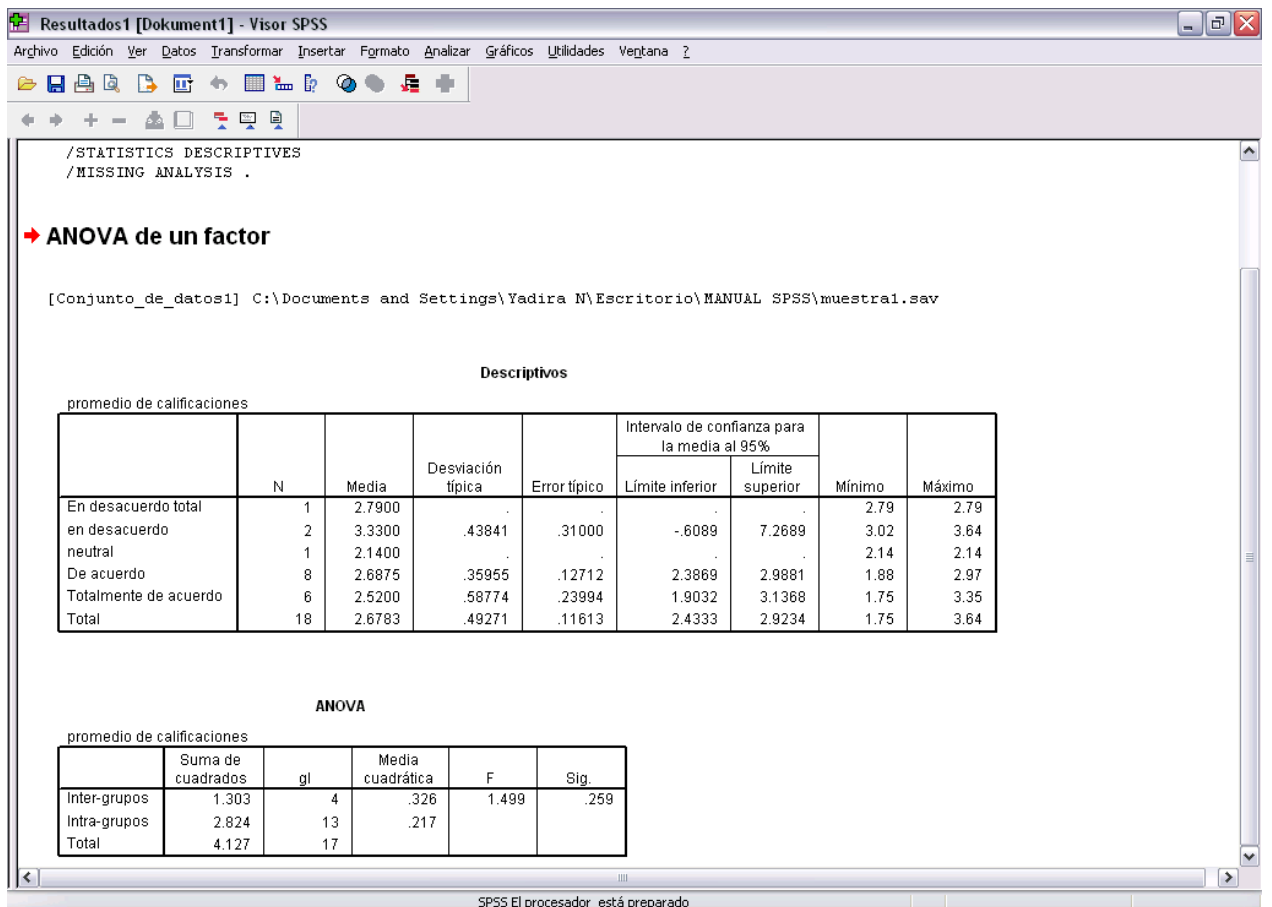 Resultados1 [Dokument1] - Visor SPSS
Archivo Edición Ver Datos Transformar Insertar Formato Analizar Gráficos Utilidades Ventana ?
/STATISTICS DESCRIPTIVES
/MISSING ANALYSIS .
ANOVA de un factor
[Conjunto_de_datos1] C:\Documents and Settings\Yadira N\Escritorio\MANUAL SPSS\muestra1.sav
Descriptivos
promedio de calificaciones
Intervalo de confianza para
la media al 95%
N Media Desviación típica Error típico Límite inferior Límite superior Mínimo Máximo
En desacuerdo total 1 2.7900 . . . . 2.79 2.79
en desacuerdo 2 3.3300 .43841 .31000 -.6089 7.2689 3.02 3.64
neutral 1 2.1400 . . . . 2.14 2.14
De acuerdo 8 2.6875 .35955 .12712 2.3869 2.9881 1.88 2.97
Totalmente de acuerdo 6 2.5200 .58774 .23994 1.9032 3.1368 1.75 3.35
Total 18 2.6783 .49271 .11613 2.4333 2.9234 1.75 3.64
ANOVA
promedio de calificaciones
Suma de cuadrados gl Media cuadrática F Sig.
Inter-grupos 1.303 4 .326 1.499 .259
Intra-grupos 2.824 13 .217
Total 4.127 17
SPSS El procesador está preparado